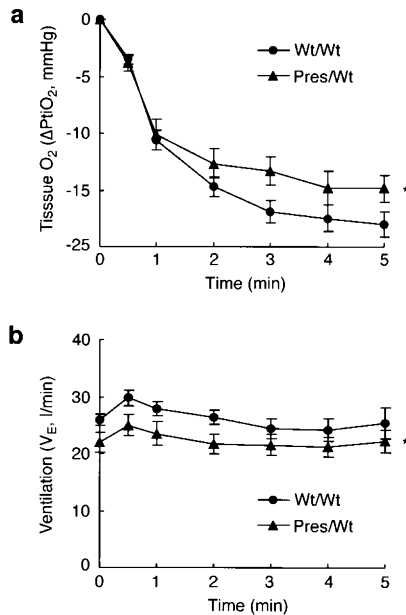 a
Tisssue O₂ (ΔPtiO₂, mmHg)
0
-5
-10
-15
-25
Wt/Wt
Pres/Wt
*
0 1 2 3 4 5
Time (min)
b
Ventilation (V_E, l/min)
40
30
20
10
0
*
Wt/Wt
Pres/Wt
0 1 2 3 4 5
Time (min)